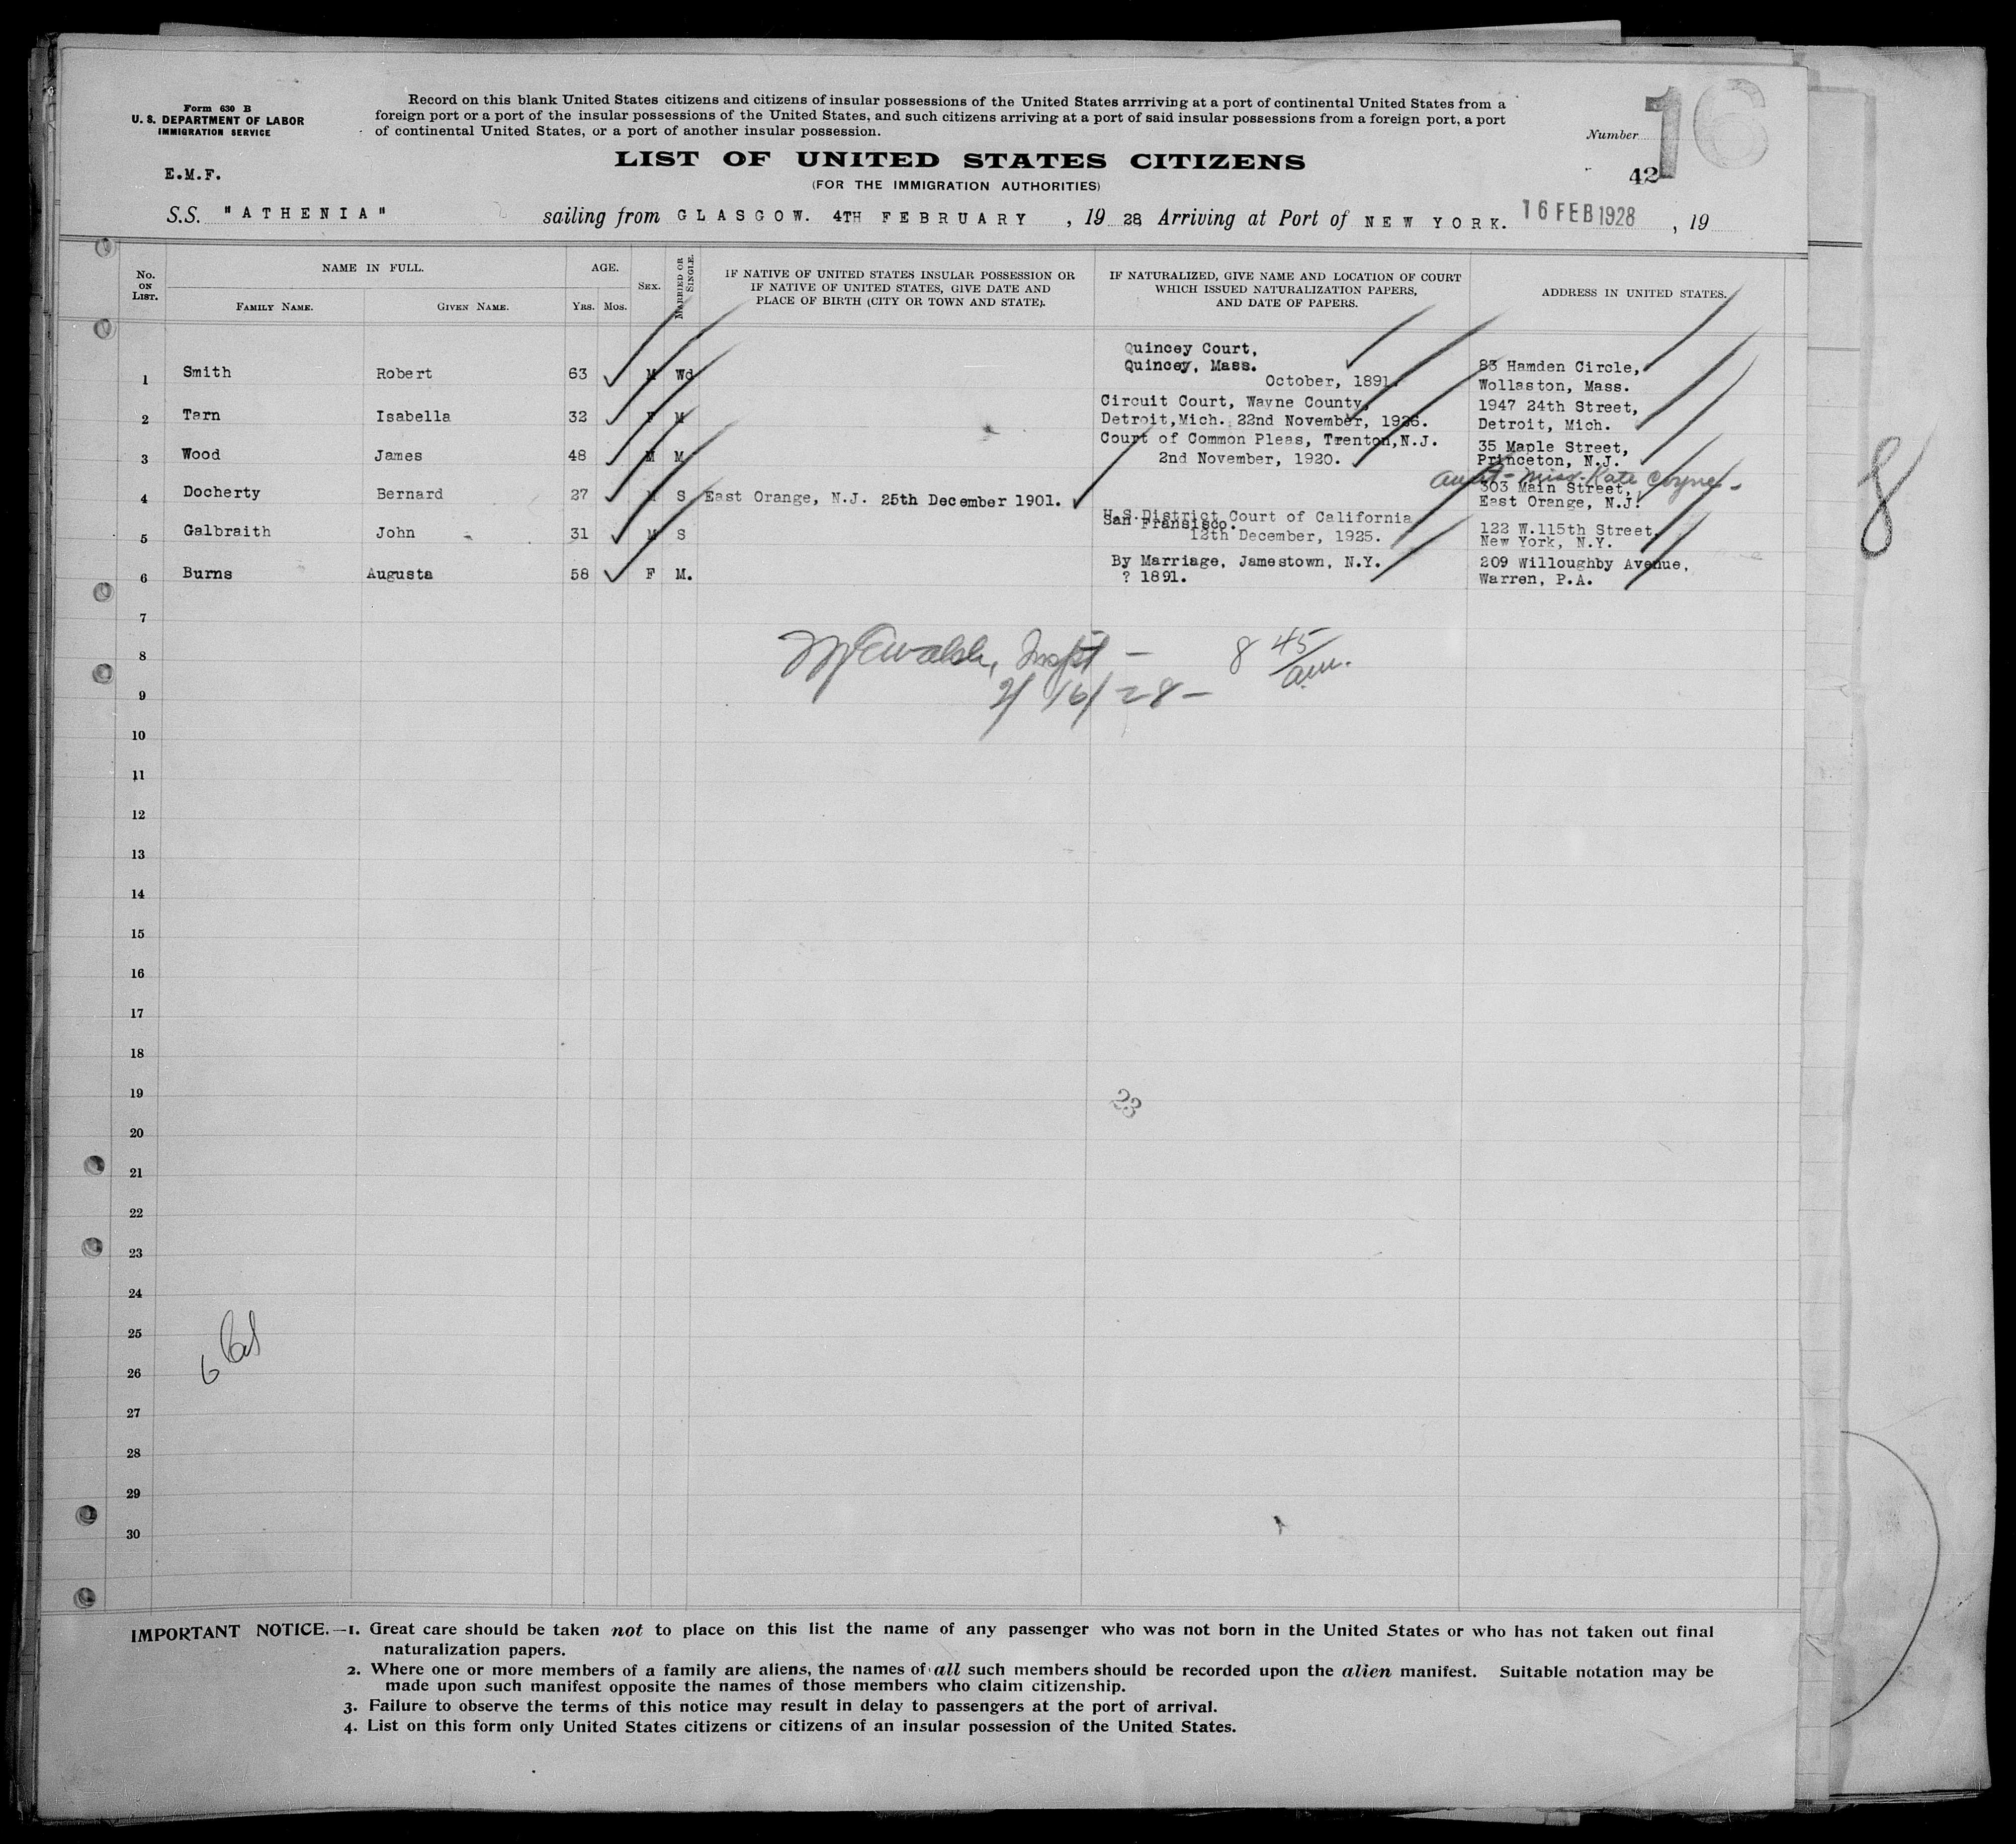 Form 630 B
U. S. DEPARTMENT OF LABOR
IMMIGRATION SERVICE
E.M.F.
Record on this blank United States citizens and citizens of insular possessions of the United States arrriving at a port of continental United States from a
foreign port or a port of the insular possessions of the United States, and such citizens arriving at a port of said insular possessions from a foreign port, a port
of continental United States, or a port of another insular possession.
Number 16
42
LIST OF UNITED STATES CITIZENS
(FOR THE IMMIGRATION AUTHORITIES)
S.S. "ATHENIA" sailing from GLASGOW. 4TH FEBRUARY , 19 28 Arriving at Port of NEW YORK. 16 FEB 1928 , 19
No. ON LIST. NAME IN FULL. AGE. SEX. MARRIED OR SINGLE. IF NATIVE OF UNITED STATES INSULAR POSSESSION OR IF NATIVE OF UNITED STATES, GIVE DATE AND PLACE OF BIRTH (CITY OR TOWN AND STATE). IF NATURALIZED, GIVE NAME AND LOCATION OF COURT WHICH ISSUED NATURALIZATION PAPERS, AND DATE OF PAPERS. ADDRESS IN UNITED STATES.
FAMILY NAME. GIVEN NAME. YRS. MOS.
1 Smith Robert 63 M Wd Quincey Court, Quincey, Mass. October, 1891. 83 Hamden Circle, Wollaston, Mass.
2 Tarn Isabella 32 F M Circuit Court, Wayne County, Detroit, Mich. 22nd November, 1926. 1947 24th Street, Detroit, Mich.
3 Wood James 48 M M Court of Common Pleas, Trenton, N.J. 2nd November, 1920. 35 Maple Street, Princeton, N.J.
aunt - Miss Kate Coyne -
4 Docherty Bernard 27 M S East Orange, N.J. 25th December 1901. 303 Main Street, East Orange, N.J.
5 Galbraith John 31 M S U.S. District Court of California San Fransisco. 12th December, 1925. 122 W.115th Street, New York, N.Y.
6 Burns Augusta 58 F M. By Marriage, Jamestown, N.Y. ? 1891. 209 Willoughby Avenue, Warren, P.A.
7
8
Inspt - 8 45/am.
2/16/28 -
9
10
11
12
13
14
15
16
17
18
19
23
20
21
22
23
24
25
26
6
27
28
29
30
8
IMPORTANT NOTICE.—1. Great care should be taken not to place on this list the name of any passenger who was not born in the United States or who has not taken out final
naturalization papers.
2. Where one or more members of a family are aliens, the names of all such members should be recorded upon the alien manifest. Suitable notation may be
made upon such manifest opposite the names of those members who claim citizenship.
3. Failure to observe the terms of this notice may result in delay to passengers at the port of arrival.
4. List on this form only United States citizens or citizens of an insular possession of the United States.